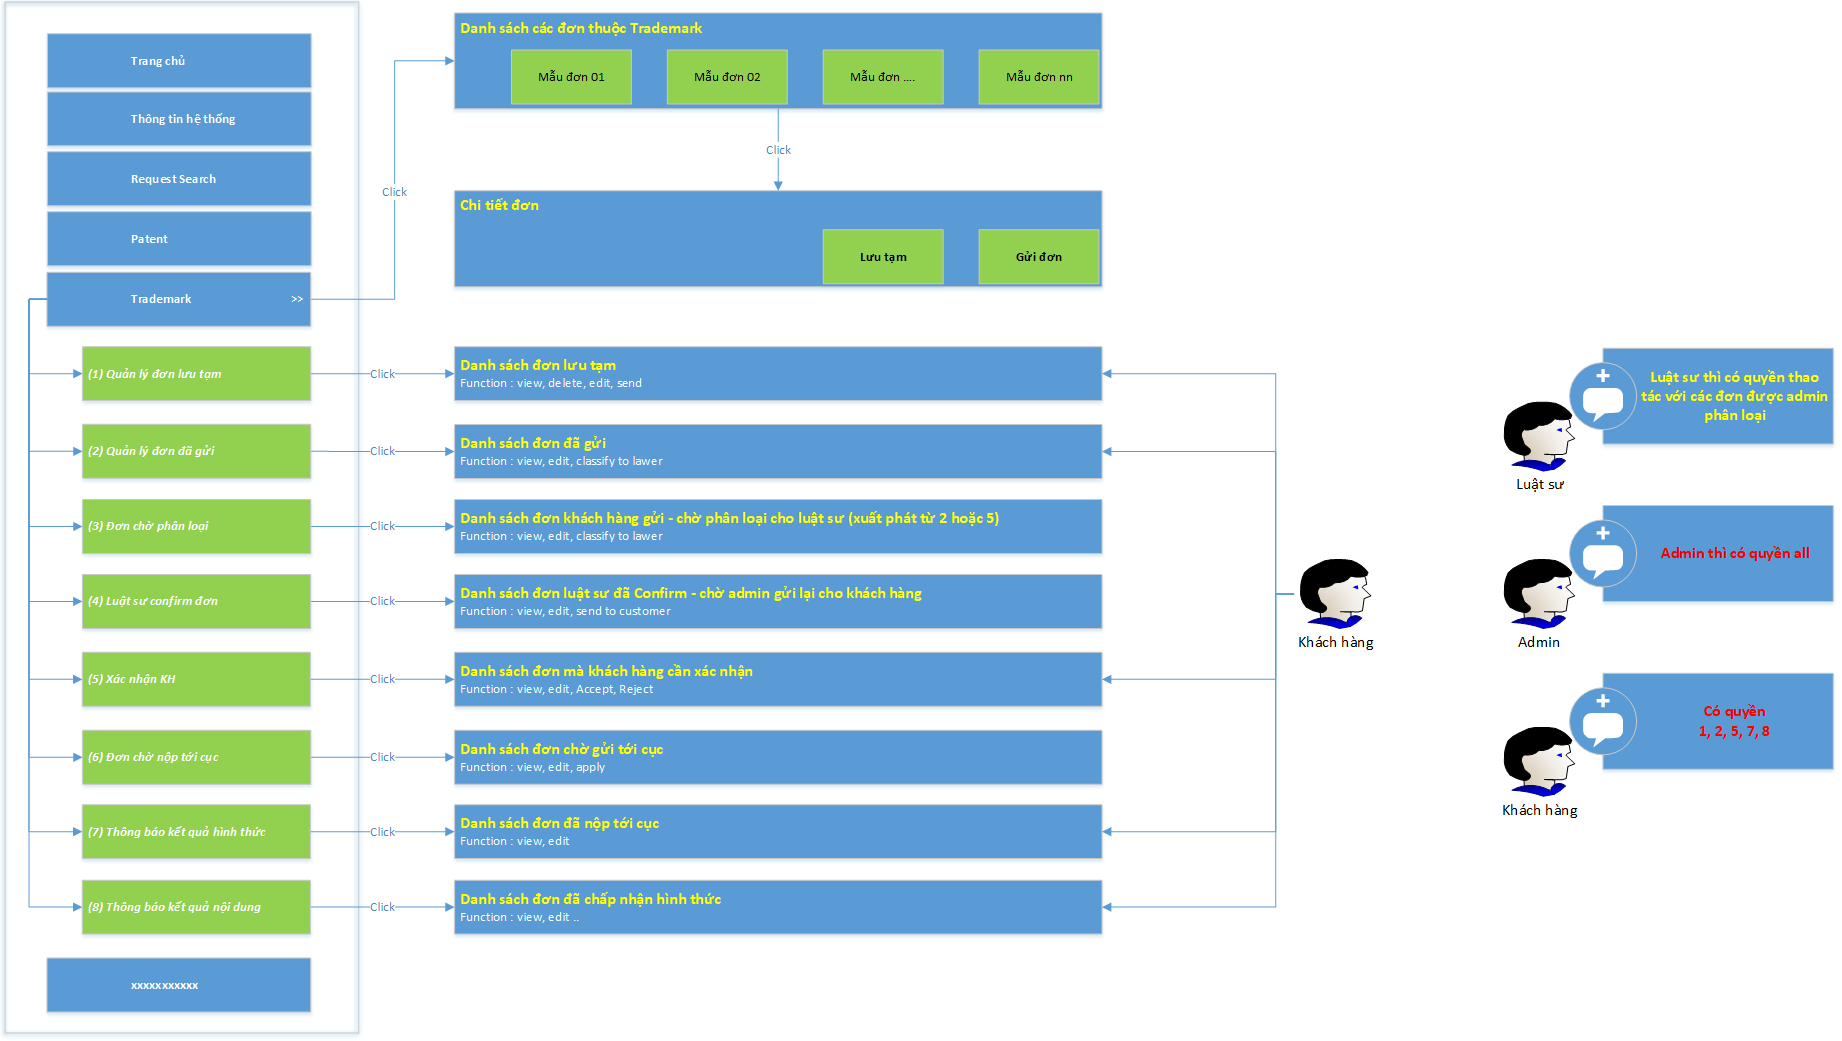 Trang chủ
Thông tin hệ thống
Request Search
Patent
Trademark >>
(1) Quản lý đơn lưu tạm
(2) Quản lý đơn đã gửi
(3) Đơn chờ phân loại
(4) Luật sư confirm đơn
(5) Xác nhận KH
(6) Đơn chờ nộp tới cục
(7) Thông báo kết quả hình thức
(8) Thông báo kết quả nội dung
xxxxxxxxxxx
Click
Click
Click
Click
Click
Click
Click
Click
Click
Danh sách các đơn thuộc Trademark
Mẫu đơn 01
Mẫu đơn 02
Mẫu đơn ....
Mẫu đơn nn
Click
Chi tiết đơn
Lưu tạm
Gửi đơn
Danh sách đơn lưu tạm
Function : view, delete, edit, send
Danh sách đơn đã gửi
Function : view, edit, classify to lawer
Danh sách đơn khách hàng gửi - chờ phân loại cho luật sư (xuất phát từ 2 hoặc 5)
Function : view, edit, classify to lawer
Danh sách đơn luật sư đã Confirm - chờ admin gửi lại cho khách hàng
Function : view, edit, send to customer
Danh sách đơn mà khách hàng cần xác nhận
Function : view, edit, Accept, Reject
Danh sách đơn chờ gửi tới cục
Function : view, edit, apply
Danh sách đơn đã nộp tới cục
Function : view, edit
Danh sách đơn đã chấp nhận hình thức
Function : view, edit ..
Khách hàng
Luật sư thì có quyền thao
tác với các đơn được admin
phân loại
Luật sư
Admin thì có quyền all
Admin
Có quyền
1, 2, 5, 7, 8
Khách hàng